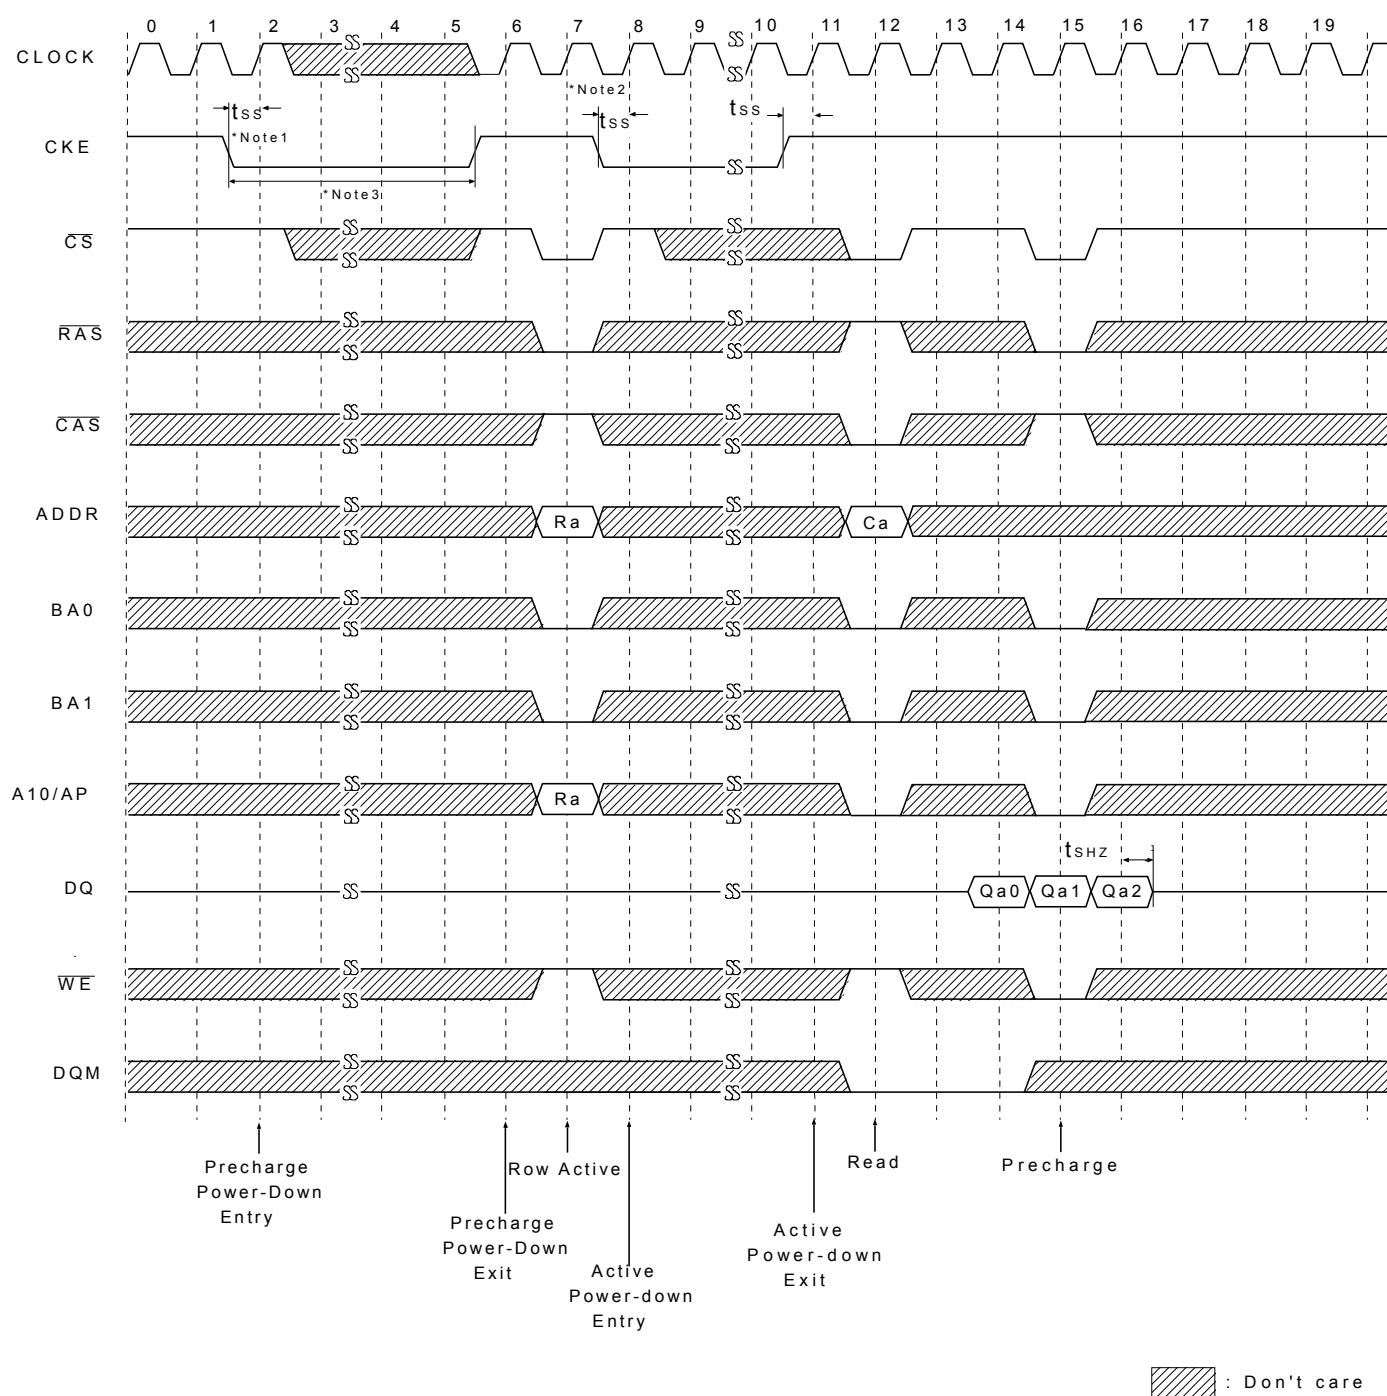 0 1 2 3 4 5 6 7 8 9 10 11 12 13 14 15 16 17 18 19
CLOCK
*Note2
tSS tSS tSS
*Note1
CKE
*Note3
CS
RAS
CAS
ADDR Ra Ca
BA0
BA1
A10/AP Ra
tSHZ
DQ Qa0 Qa1 Qa2
WE
DQM
Precharge
Power-Down
Entry
Precharge
Power-Down
Exit
Row Active
Active
Power-down
Entry
Active
Power-down
Exit
Read
Precharge
: Don't care